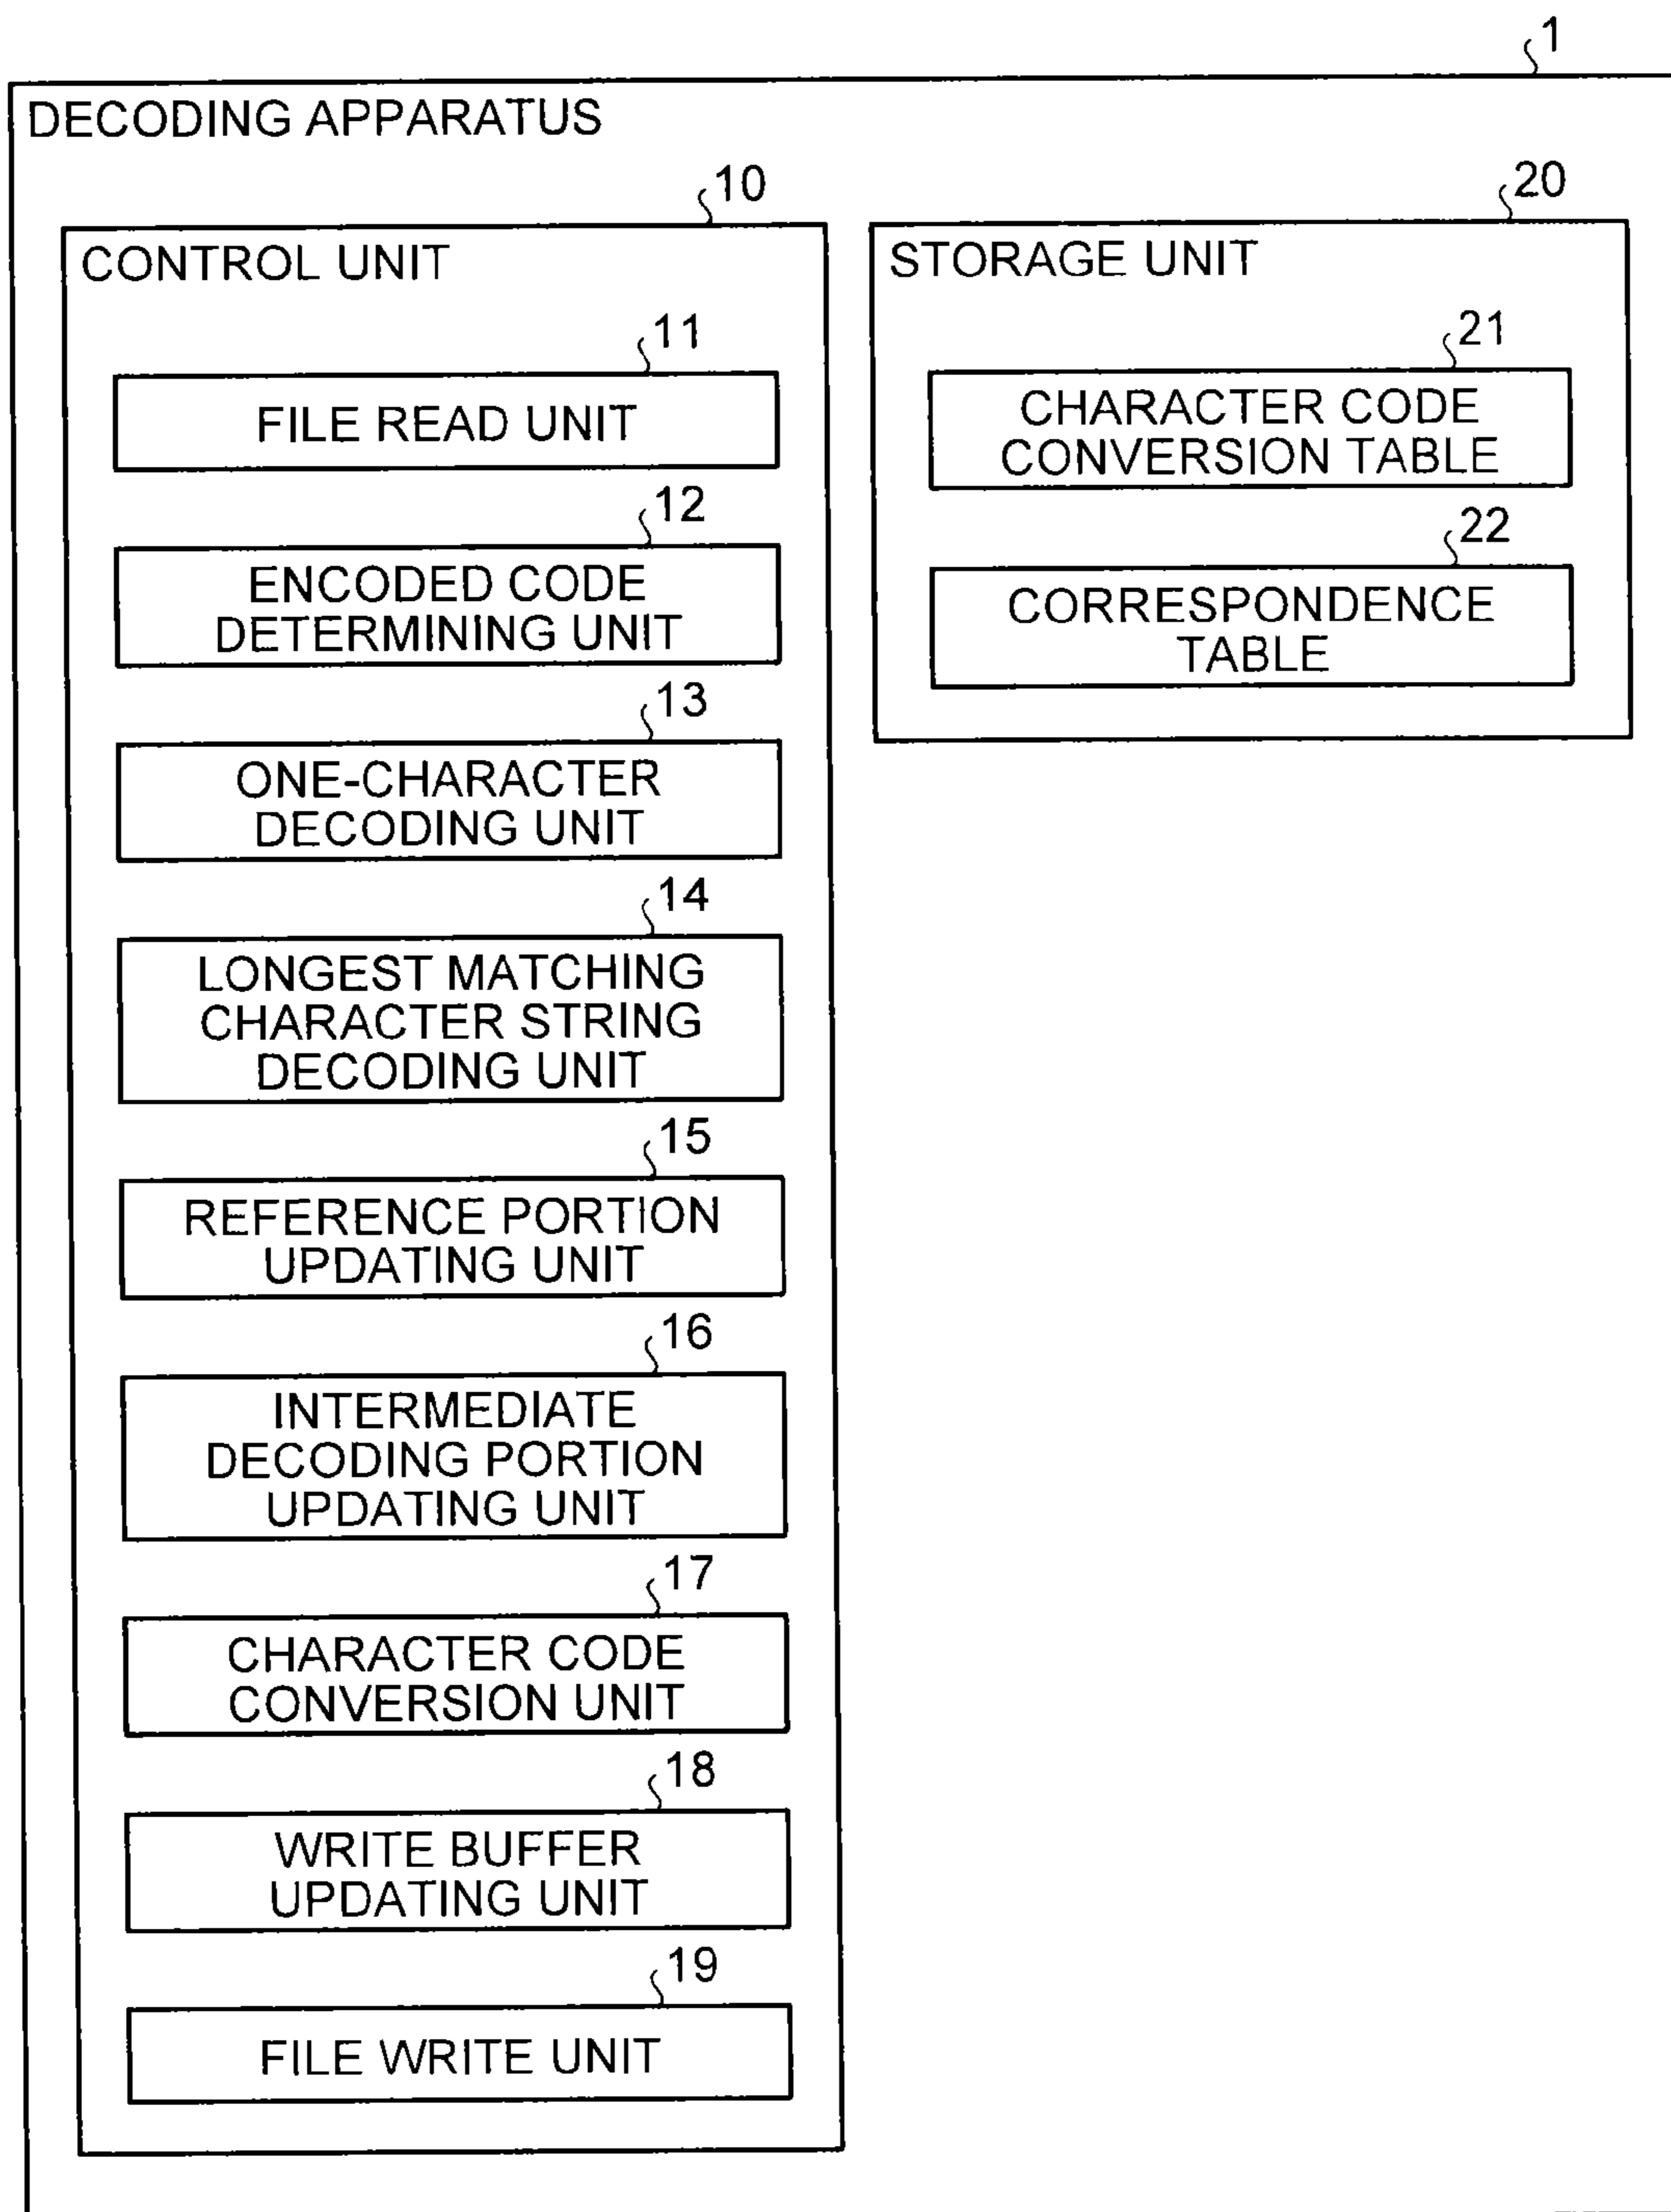 1
DECODING APPARATUS
10
CONTROL UNIT
11
FILE READ UNIT
12
ENCODED CODE
DETERMINING UNIT
13
ONE-CHARACTER
DECODING UNIT
14
LONGEST MATCHING
CHARACTER STRING
DECODING UNIT
15
REFERENCE PORTION
UPDATING UNIT
16
INTERMEDIATE
DECODING PORTION
UPDATING UNIT
17
CHARACTER CODE
CONVERSION UNIT
18
WRITE BUFFER
UPDATING UNIT
19
FILE WRITE UNIT
20
STORAGE UNIT
21
CHARACTER CODE
CONVERSION TABLE
22
CORRESPONDENCE
TABLE